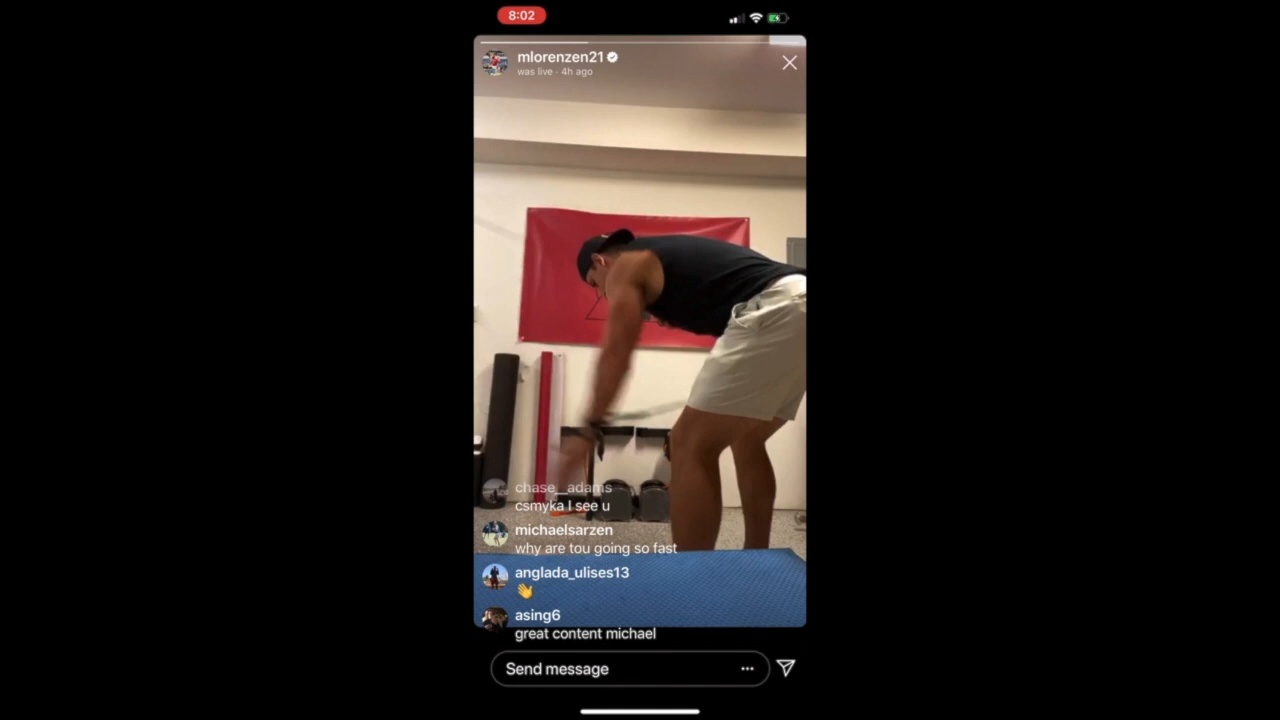 8:02
mlorenzen21
was live · 4h ago
chase__adams
csmyka I see u
michaelsarzen
why are tou going so fast
anglada_ulises13
👋
asing6
great content michael
Send message